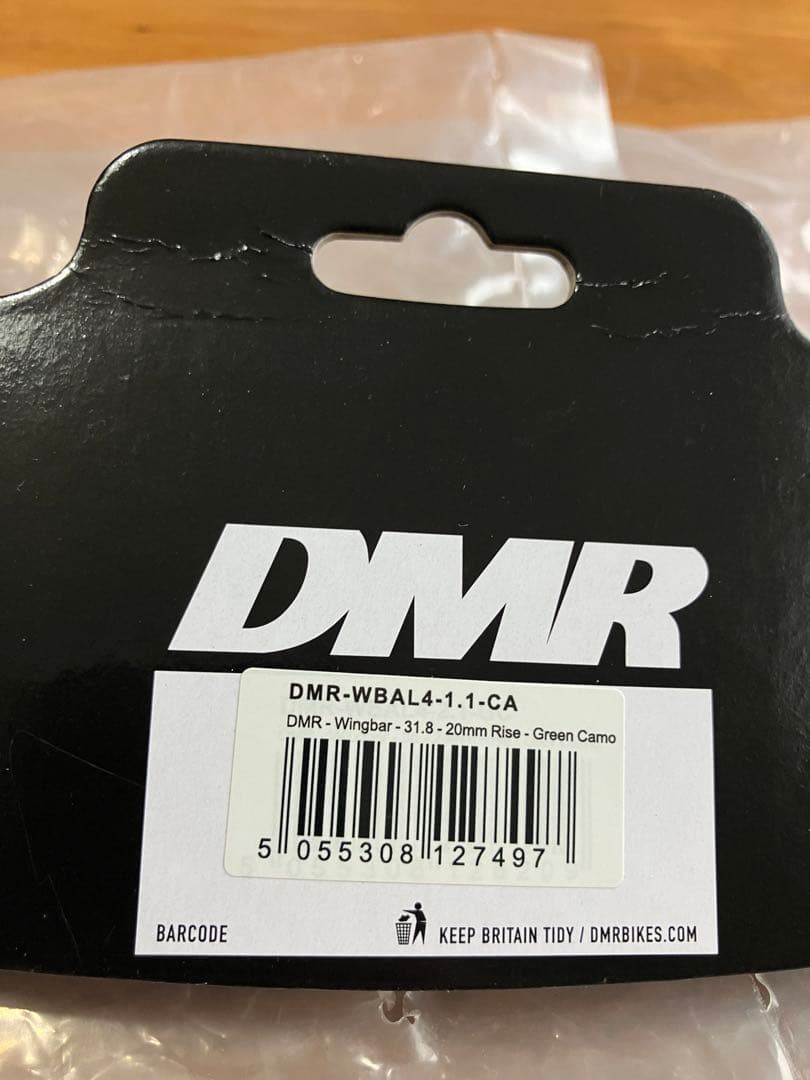 DMR
DMR-WBAL4-1.1-CA
DMR - Wingbar - 31.8 - 20mm Rise - Green Camo
5 055308 127497
BARCODE
KEEP BRITAIN TIDY / DMRBIKES.COM